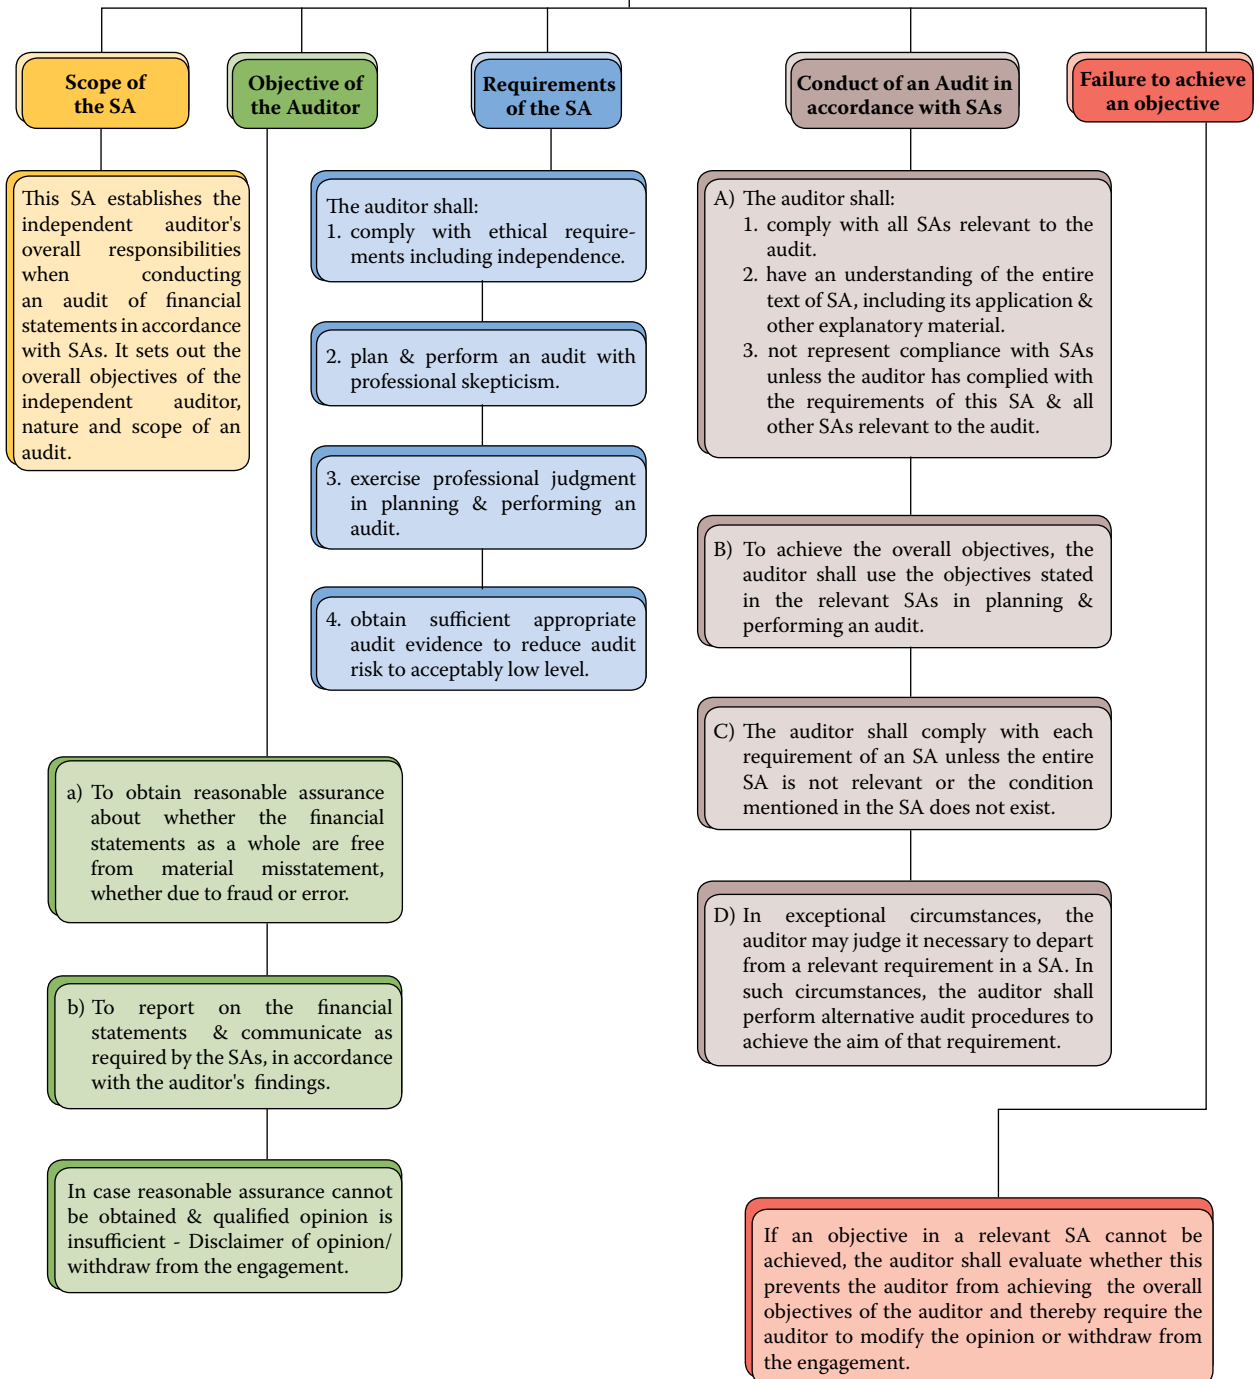 Scope of
the SA
Objective of
the Auditor
Requirements
of the SA
Conduct of an Audit in
accordance with SAs
Failure to achieve
an objective
This SA establishes the
independent auditor's
overall responsibilities
when conducting
an audit of financial
statements in accordance
with SAs. It sets out the
overall objectives of the
independent auditor,
nature and scope of an
audit.
a) To obtain reasonable assurance
about whether the financial
statements as a whole are free
from material misstatement,
whether due to fraud or error.
b) To report on the financial
statements & communicate as
required by the SAs, in accordance
with the auditor's findings.
In case reasonable assurance cannot
be obtained & qualified opinion is
insufficient - Disclaimer of opinion/
withdraw from the engagement.
The auditor shall:
1. comply with ethical require-
ments including independence.
2. plan & perform an audit with
professional skepticism.
3. exercise professional judgment
in planning & performing an
audit.
4. obtain sufficient appropriate
audit evidence to reduce audit
risk to acceptably low level.
A) The auditor shall:
1. comply with all SAs relevant to the
audit.
2. have an understanding of the entire
text of SA, including its application &
other explanatory material.
3. not represent compliance with SAs
unless the auditor has complied with
the requirements of this SA & all
other SAs relevant to the audit.
B) To achieve the overall objectives, the
auditor shall use the objectives stated
in the relevant SAs in planning &
performing an audit.
C) The auditor shall comply with each
requirement of an SA unless the entire
SA is not relevant or the condition
mentioned in the SA does not exist.
D) In exceptional circumstances, the
auditor may judge it necessary to depart
from a relevant requirement in a SA. In
such circumstances, the auditor shall
perform alternative audit procedures to
achieve the aim of that requirement.
If an objective in a relevant SA cannot be
achieved, the auditor shall evaluate whether this
prevents the auditor from achieving the overall
objectives of the auditor and thereby require the
auditor to modify the opinion or withdraw from
the engagement.